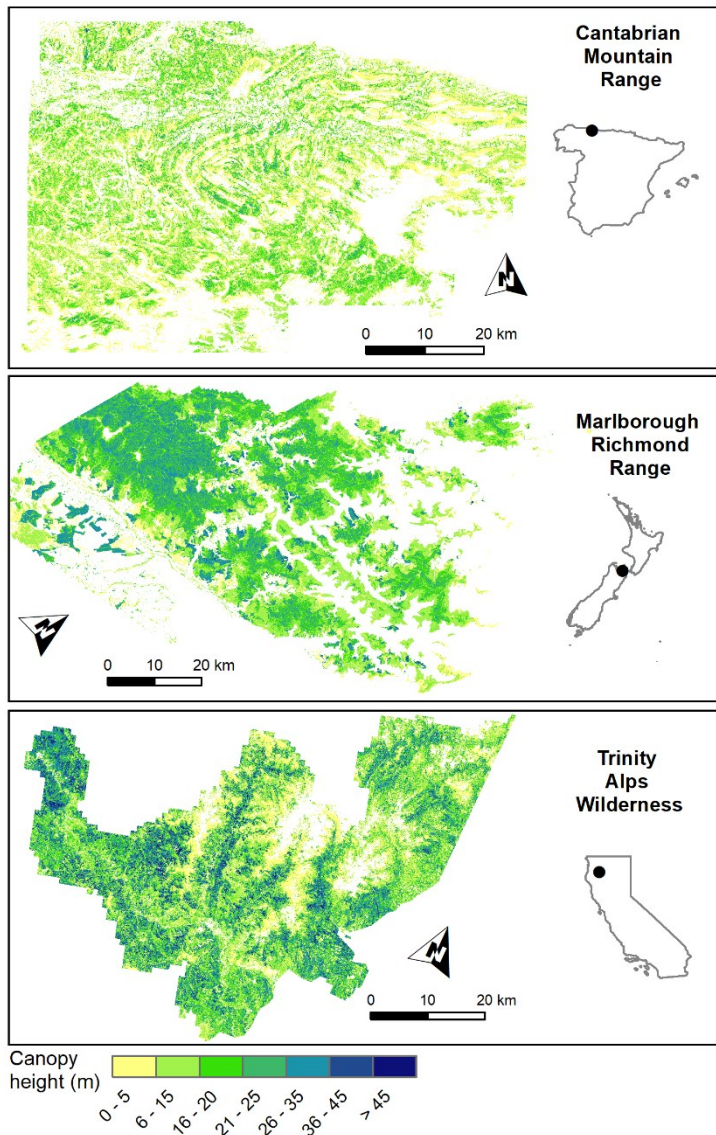 Cantabrian
Mountain
Range
N
0 10 20 km
Marlborough
Richmond
Range
N
0 10 20 km
Trinity
Alps
Wilderness
N
0 10 20 km
Canopy
height (m)
0 - 5
6 - 15
16 - 20
21 - 25
26 - 35
36 - 45
> 45